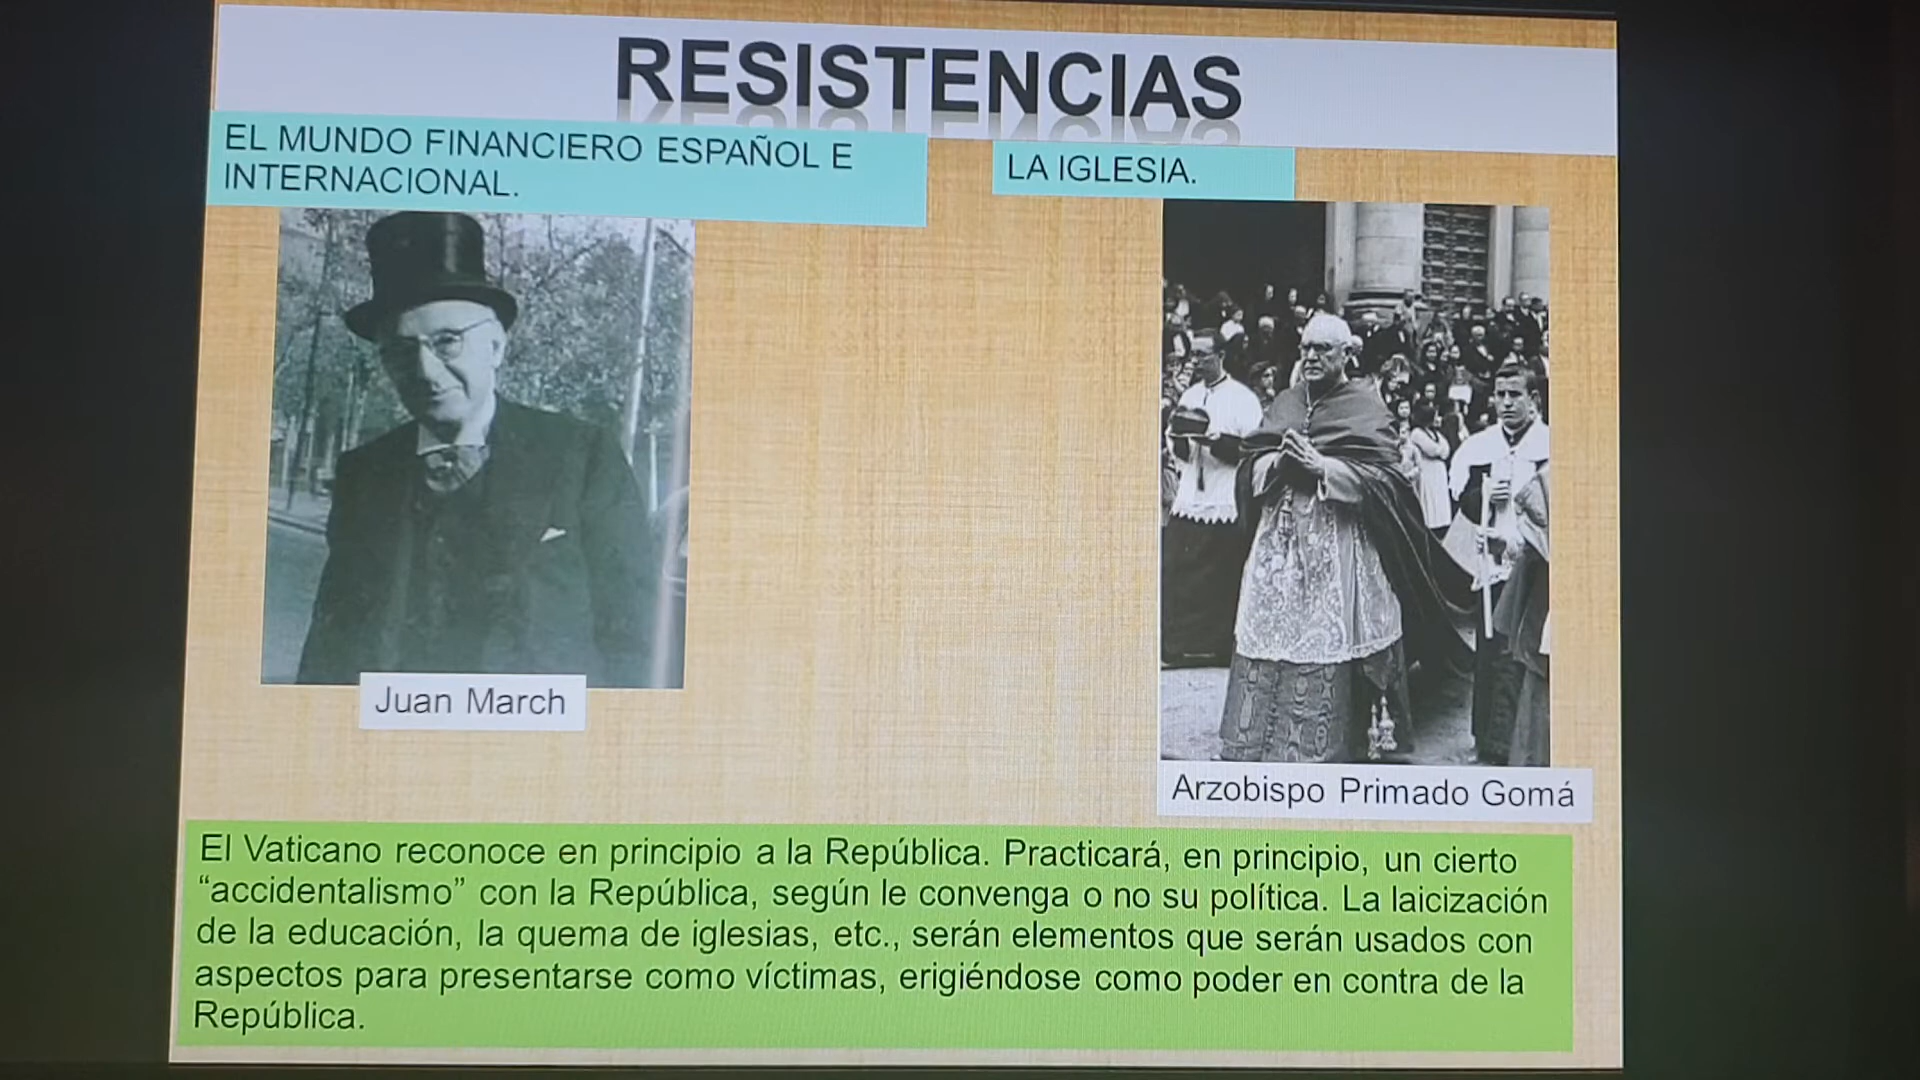 RESISTENCIAS
EL MUNDO FINANCIERO ESPAÑOL E
INTERNACIONAL.
LA IGLESIA.
Juan March
Arzobispo Primado Gomá
El Vaticano reconoce en principio a la República. Practicará, en principio, un cierto
“accidentalismo” con la República, según le convenga o no su política. La laicización
de la educación, la quema de iglesias, etc., serán elementos que serán usados con
aspectos para presentarse como víctimas, erigiéndose como poder en contra de la
República.